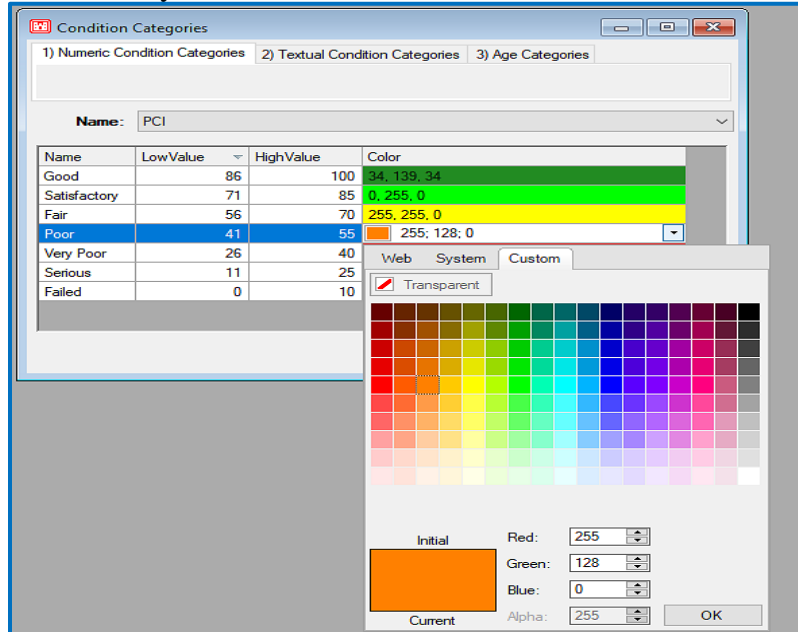 Condition Categories
1) Numeric Condition Categories 2) Textual Condition Categories 3) Age Categories
Name: PCI
Name LowValue HighValue Color
Good 86 100 34, 139, 34
Satisfactory 71 85 0, 255, 0
Fair 56 70 255, 255, 0
Poor 41 55 255; 128; 0
Very Poor 26 40
Serious 11 25
Failed 0 10
Web System Custom
Transparent
Initial
Red: 255
Green: 128
Blue: 0
Current
Alpha: 255
OK